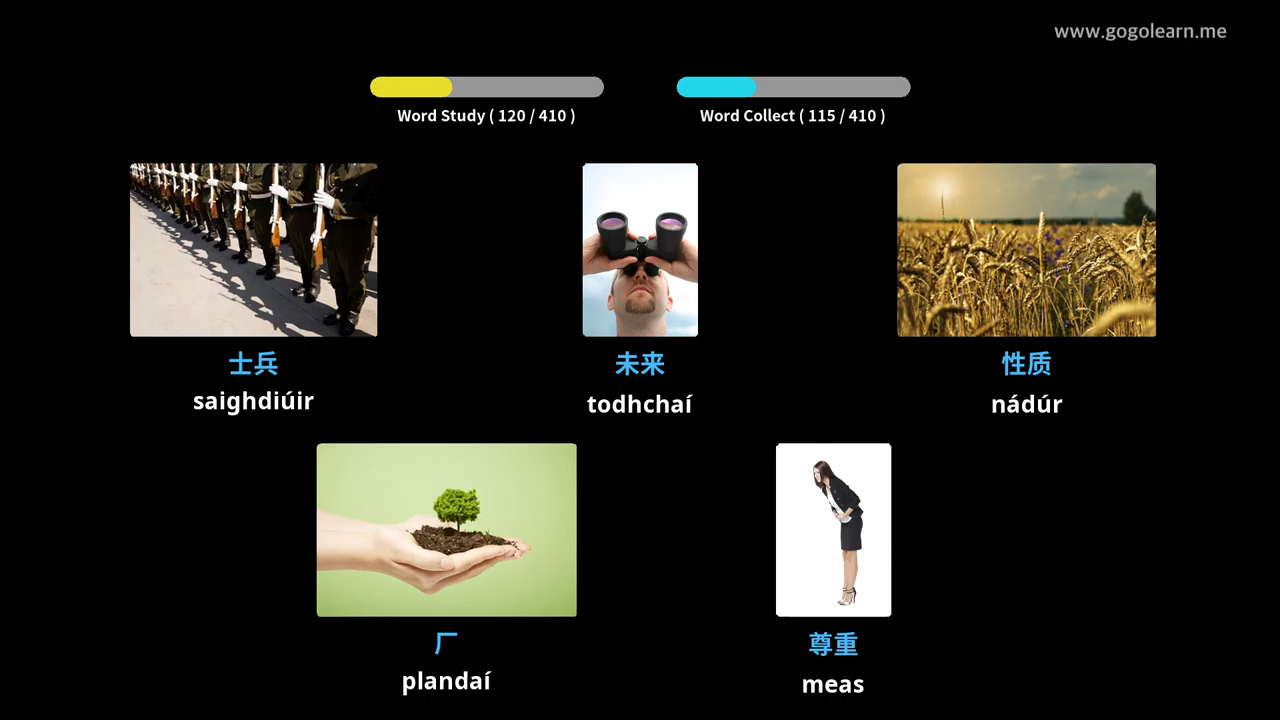 www.gogolearn.me
Word Study ( 120 / 410 )
Word Collect ( 115 / 410 )
士兵
saighdiúir
未来
todhchaí
性质
nádúr
厂
plandaí
尊重
meas